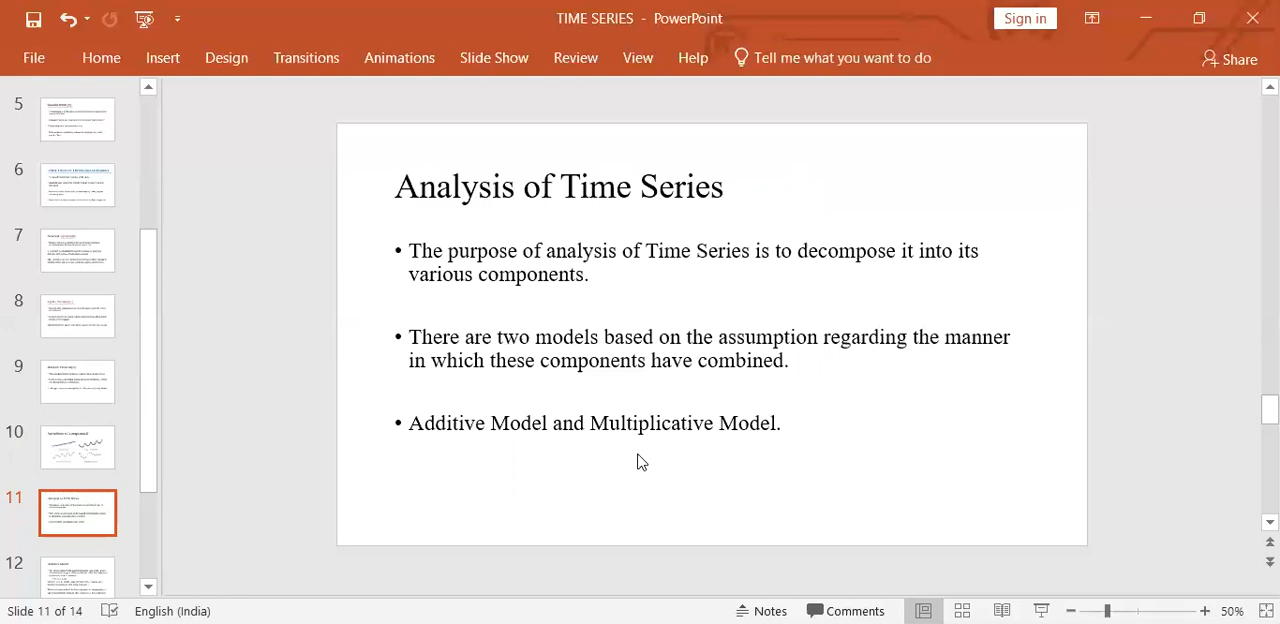 TIME SERIES - PowerPoint
Sign in
File Home Insert Design Transitions Animations Slide Show Review View Help Tell me what you want to do Share
5
6
7
8
9
10
11
12
Analysis of Time Series
• The purpose of analysis of Time Series is to decompose it into its
various components.
• There are two models based on the assumption regarding the manner
in which these components have combined.
• Additive Model and Multiplicative Model.
Slide 11 of 14 English (India) Notes Comments 50%